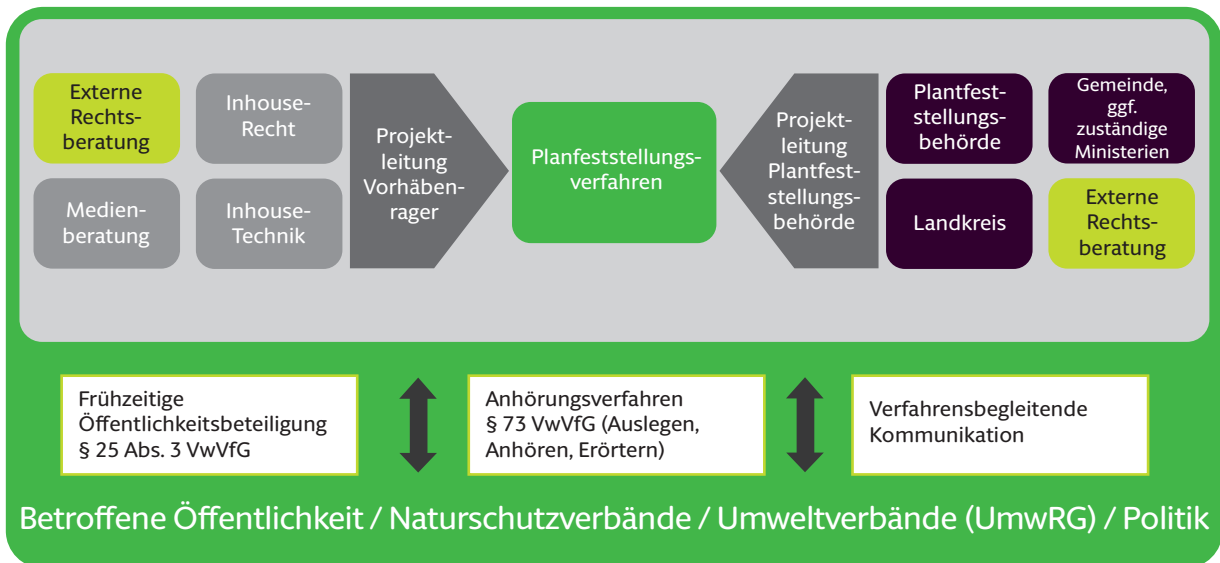 Externe
Rechts-
beratung
Inhouse-
Recht
Medien-
beratung
Inhouse-
Technik
Projekt-
leitung
Vorhäben-
rager
Planfeststellungs-
verfahren
Projekt-
leitung
Plantfest-
stellungs-
behörde
Plantfest-
stellungs-
behörde
Gemeinde,
ggf.
zuständige
Ministerien
Landkreis
Externe
Rechts-
beratung
Frühzeitige
Öffentlichkeitsbeteiligung
§ 25 Abs. 3 VwVfG
Anhörungsverfahren
§ 73 VwVfG (Auslegen,
Anhören, Erörtern)
Verfahrensbegleitende
Kommunikation
Betroffene Öffentlichkeit / Naturschutzverbände / Umweltverbände (UmwRG) / Politik